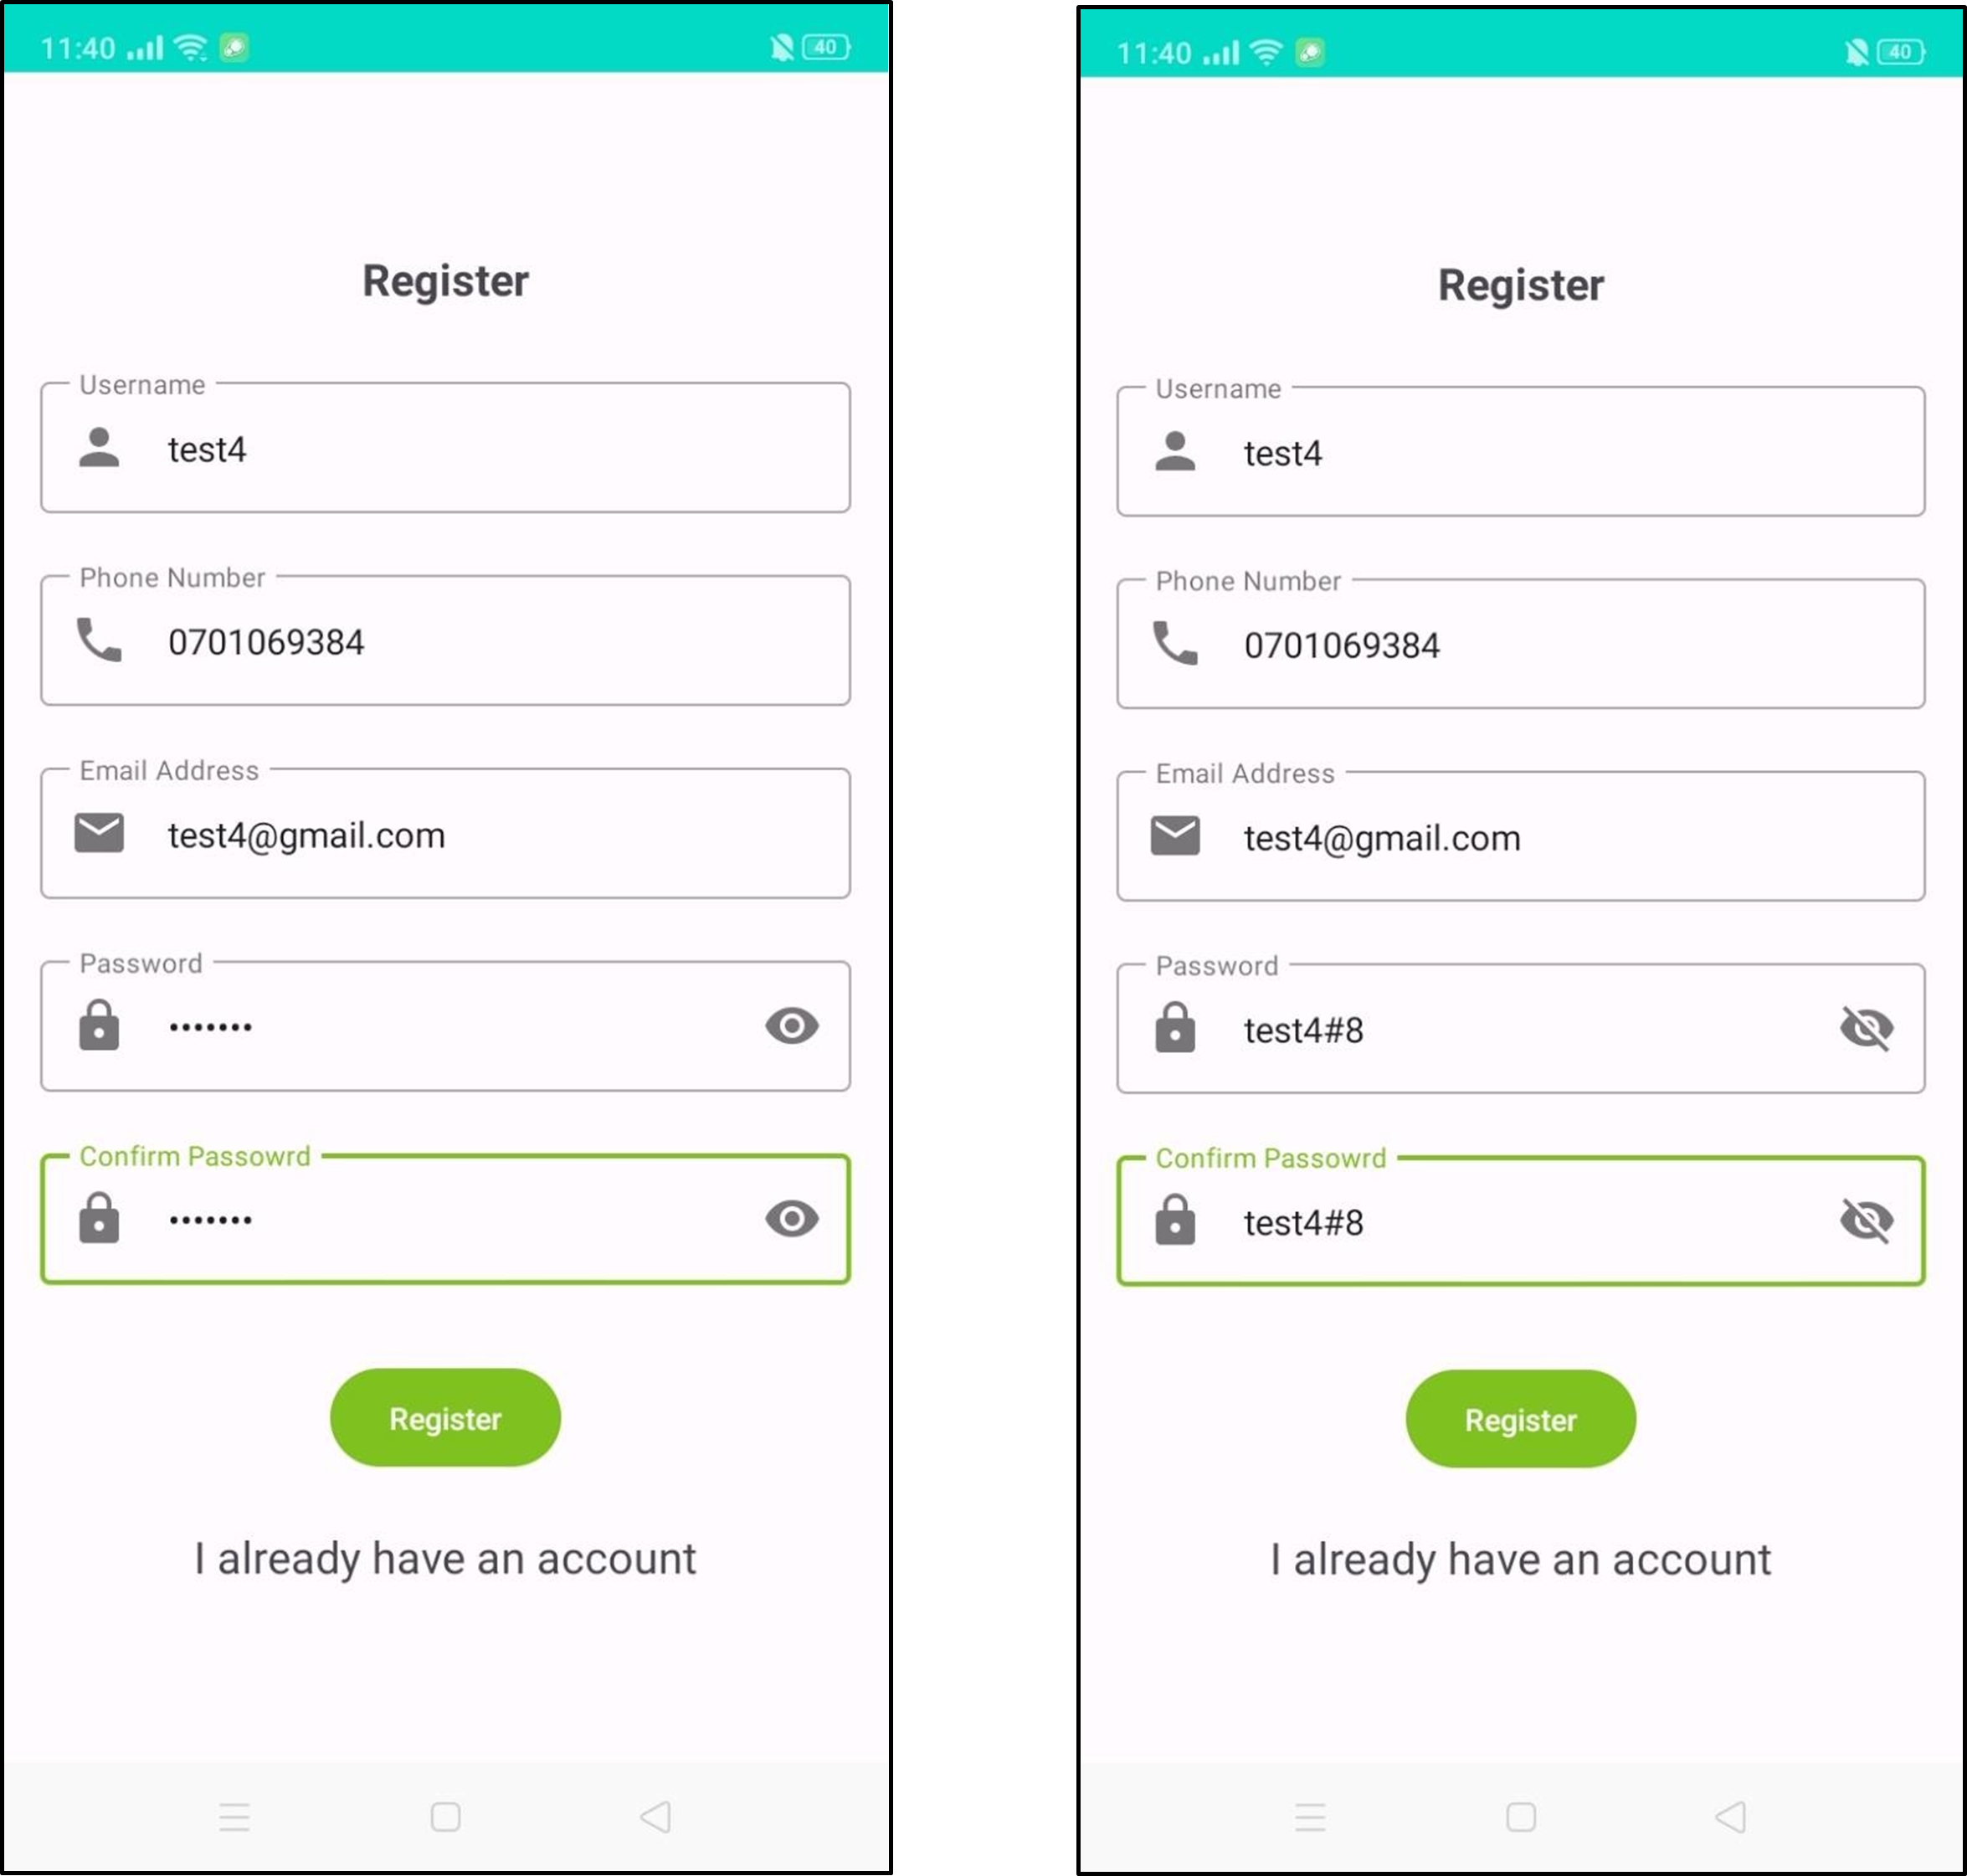 11:40
40
Register
Username
test4
Phone Number
0701069384
Email Address
test4@gmail.com
Password
•••••••
Confirm Passowrd
•••••••
Register
I already have an account
11:40
40
Register
Username
test4
Phone Number
0701069384
Email Address
test4@gmail.com
Password
test4#8
Confirm Passowrd
test4#8
Register
I already have an account